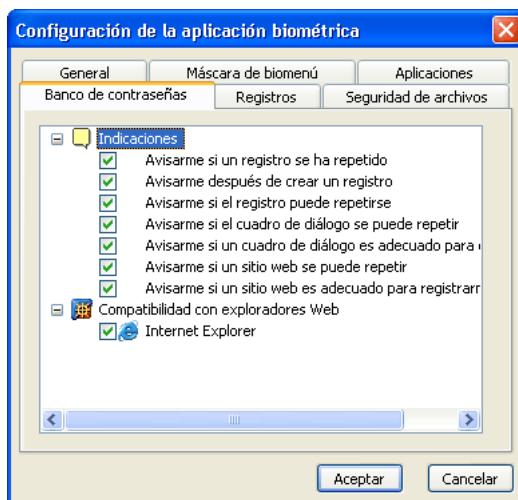 Configuración de la aplicación biométrica
General Máscara de biomenú Aplicaciones
Banco de contraseñas Registros Seguridad de archivos
Indicaciones
Avisarme si un registro se ha repetido
Avisarme después de crear un registro
Avisarme si el registro puede repetirse
Avisarme si el cuadro de diálogo se puede repetir
Avisarme si un cuadro de diálogo es adecuado para
Avisarme si un sitio web se puede repetir
Avisarme si un sitio web es adecuado para
Compatibilidad con exploradores Web
Internet Explorer
Aceptar Cancelar